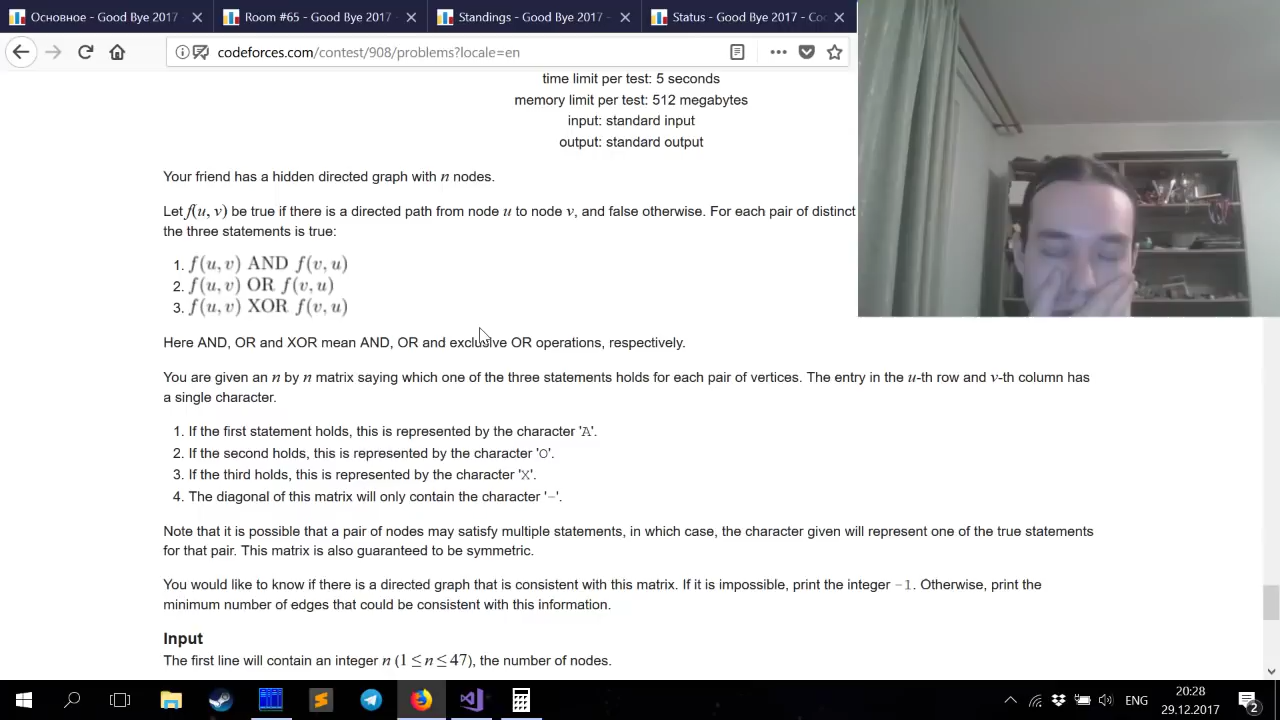 Основное - Good Bye 2017
Room #65 - Good Bye 2017 -
Standings - Good Bye 2017 -
Status - Good Bye 2017 - Coo
codeforces.com/contest/908/problems?locale=en
time limit per test: 5 seconds
memory limit per test: 512 megabytes
input: standard input
output: standard output
Your friend has a hidden directed graph with n nodes.
Let f(u, v) be true if there is a directed path from node u to node v, and false otherwise. For each pair of distinct
the three statements is true:
1. f(u, v) AND f(v, u)
2. f(u, v) OR f(v, u)
3. f(u, v) XOR f(v, u)
Here AND, OR and XOR mean AND, OR and exclusive OR operations, respectively.
You are given an n by n matrix saying which one of the three statements holds for each pair of vertices. The entry in the u-th row and v-th column has
a single character.
1. If the first statement holds, this is represented by the character 'A'.
2. If the second holds, this is represented by the character 'O'.
3. If the third holds, this is represented by the character 'X'.
4. The diagonal of this matrix will only contain the character '-'.
Note that it is possible that a pair of nodes may satisfy multiple statements, in which case, the character given will represent one of the true statements
for that pair. This matrix is also guaranteed to be symmetric.
You would like to know if there is a directed graph that is consistent with this matrix. If it is impossible, print the integer -1. Otherwise, print the
minimum number of edges that could be consistent with this information.
Input
The first line will contain an integer n (1 ≤ n ≤ 47), the number of nodes.
ENG
20:28
29.12.2017
2